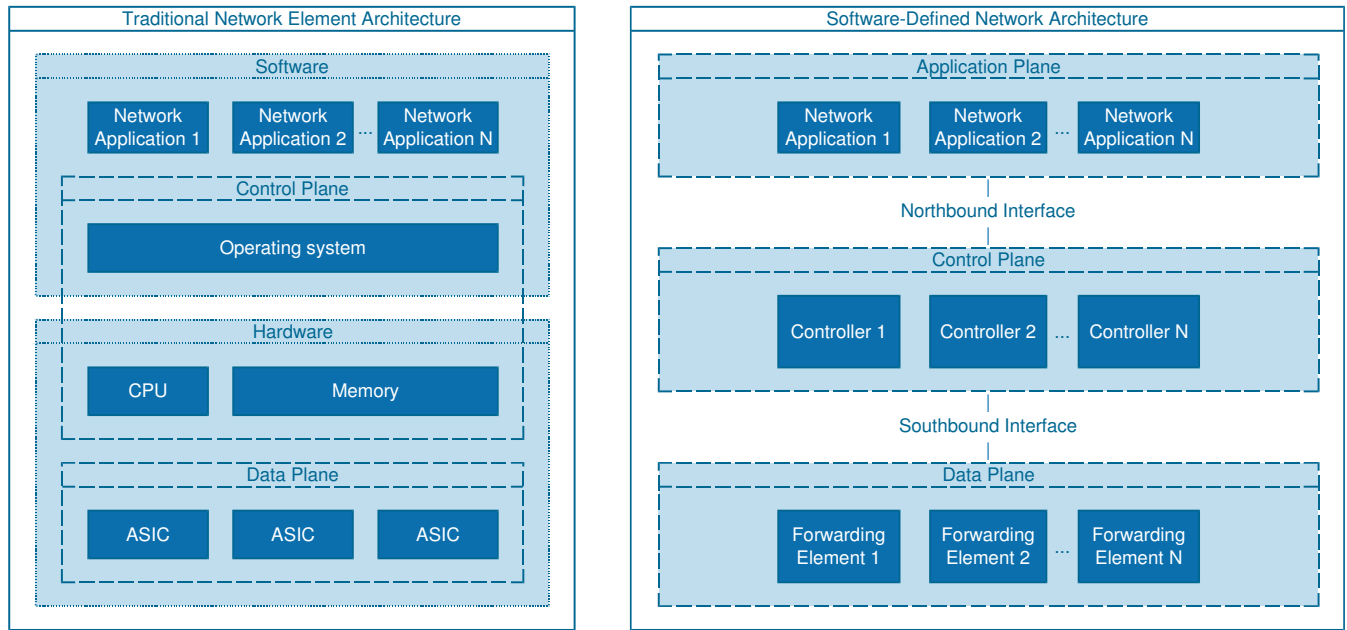 Traditional Network Element Architecture
Software
Network
Application 1
Network
Application 2
...
Network
Application N
Control Plane
Operating system
Hardware
CPU
Memory
Data Plane
ASIC
ASIC
ASIC
Software-Defined Network Architecture
Application Plane
Network
Application 1
Network
Application 2
...
Network
Application N
Northbound Interface
Control Plane
Controller 1
Controller 2
...
Controller N
Southbound Interface
Data Plane
Forwarding
Element 1
Forwarding
Element 2
...
Forwarding
Element N